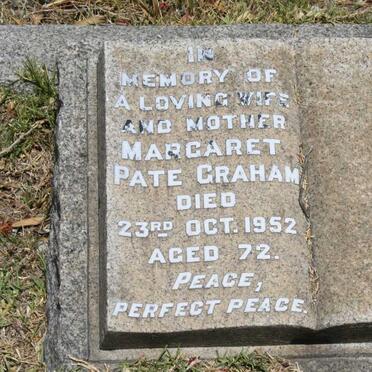 IN
MEMORY OF
A LOVING WIFE
AND MOTHER
MARGARET
PATE GRAHAM
DIED
23RD OCT. 1952
AGED 72.
PEACE,
PERFECT PEACE.